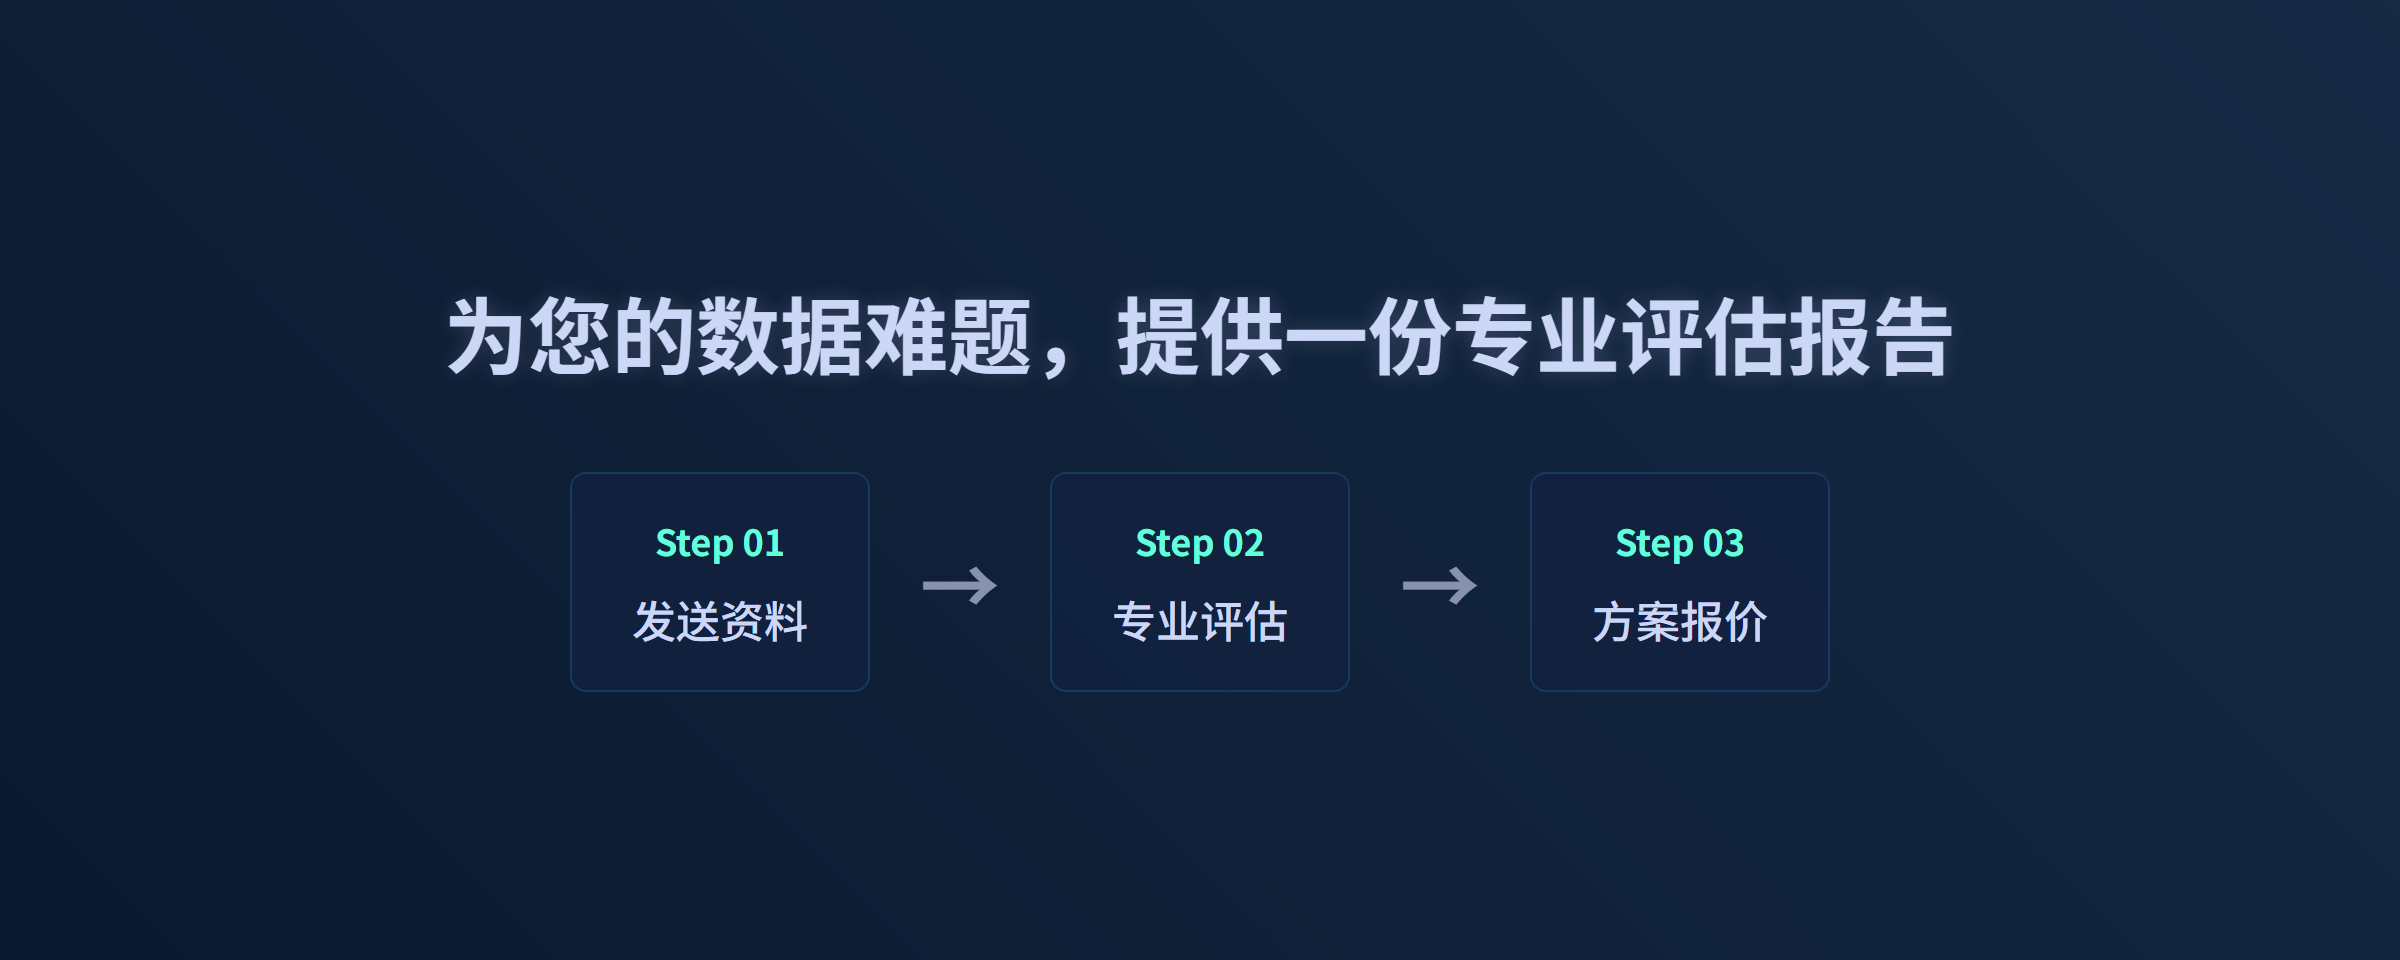 为您的数据难题，提供一份专业评估报告
Step 01
发送资料
→
Step 02
专业评估
→
Step 03
方案报价